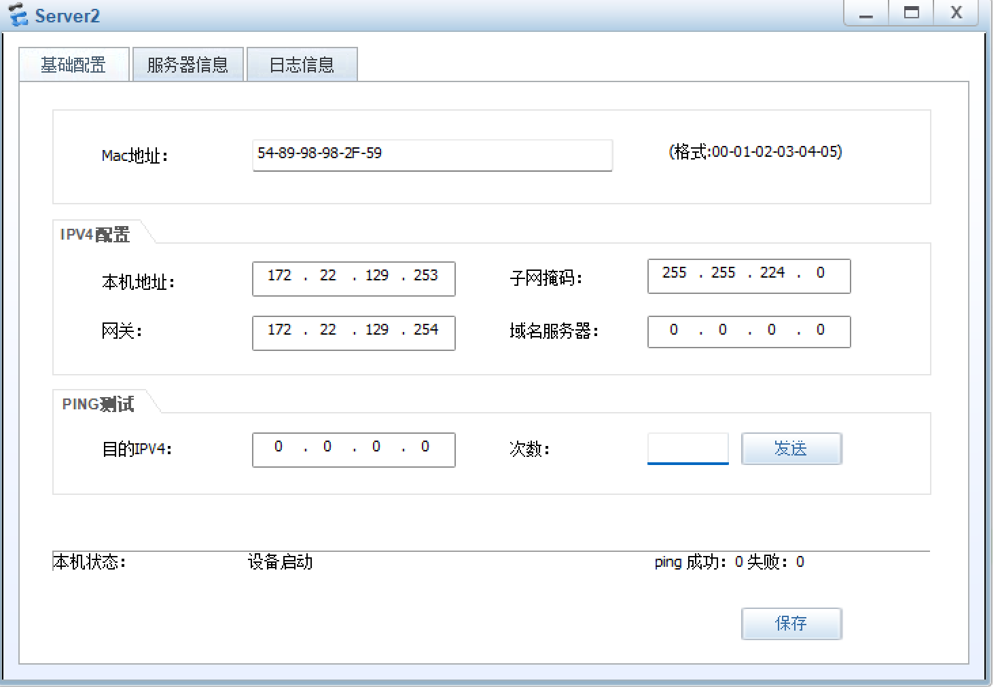 Server2
基础配置 服务器信息 日志信息
Mac地址： 54-89-98-98-2F-59 (格式:00-01-02-03-04-05)
IPV4配置
本机地址： 172 . 22 . 129 . 253 子网掩码： 255 . 255 . 224 . 0
网关： 172 . 22 . 129 . 254 域名服务器： 0 . 0 . 0 . 0
PING测试
目的IPV4： 0 . 0 . 0 . 0 次数： 发送
本机状态： 设备启动 ping 成功：0 失败：0
保存